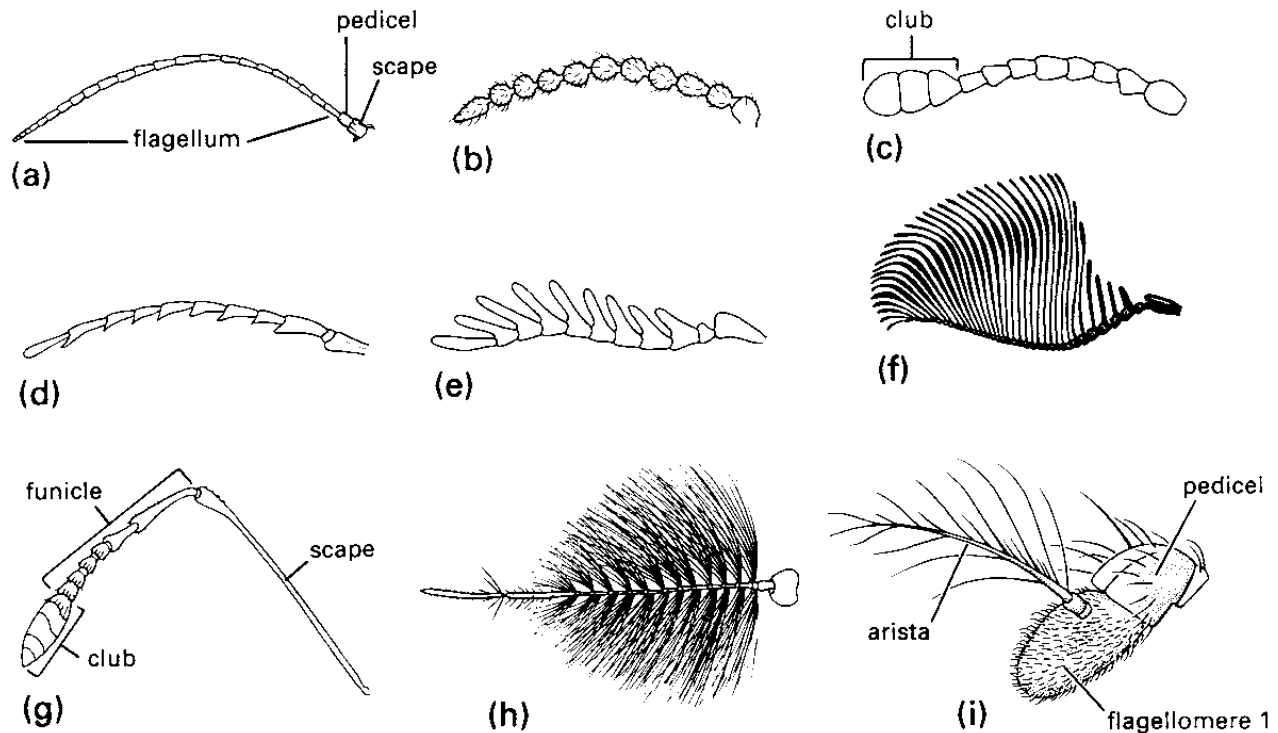 pedicel
scape
flagellum
(a)
(b)
club
(c)
(d)
(e)
(f)
funicle
scape
club
(g)
(h)
pedicel
arista
flagellomere 1
(i)